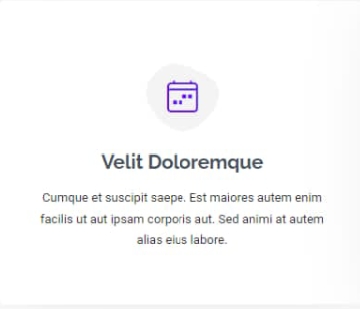 Velit Doloremque
Cumque et suscipit saepe. Est maiores autem enim
facilis ut aut ipsam corporis aut. Sed animi at autem
alias eius labore.